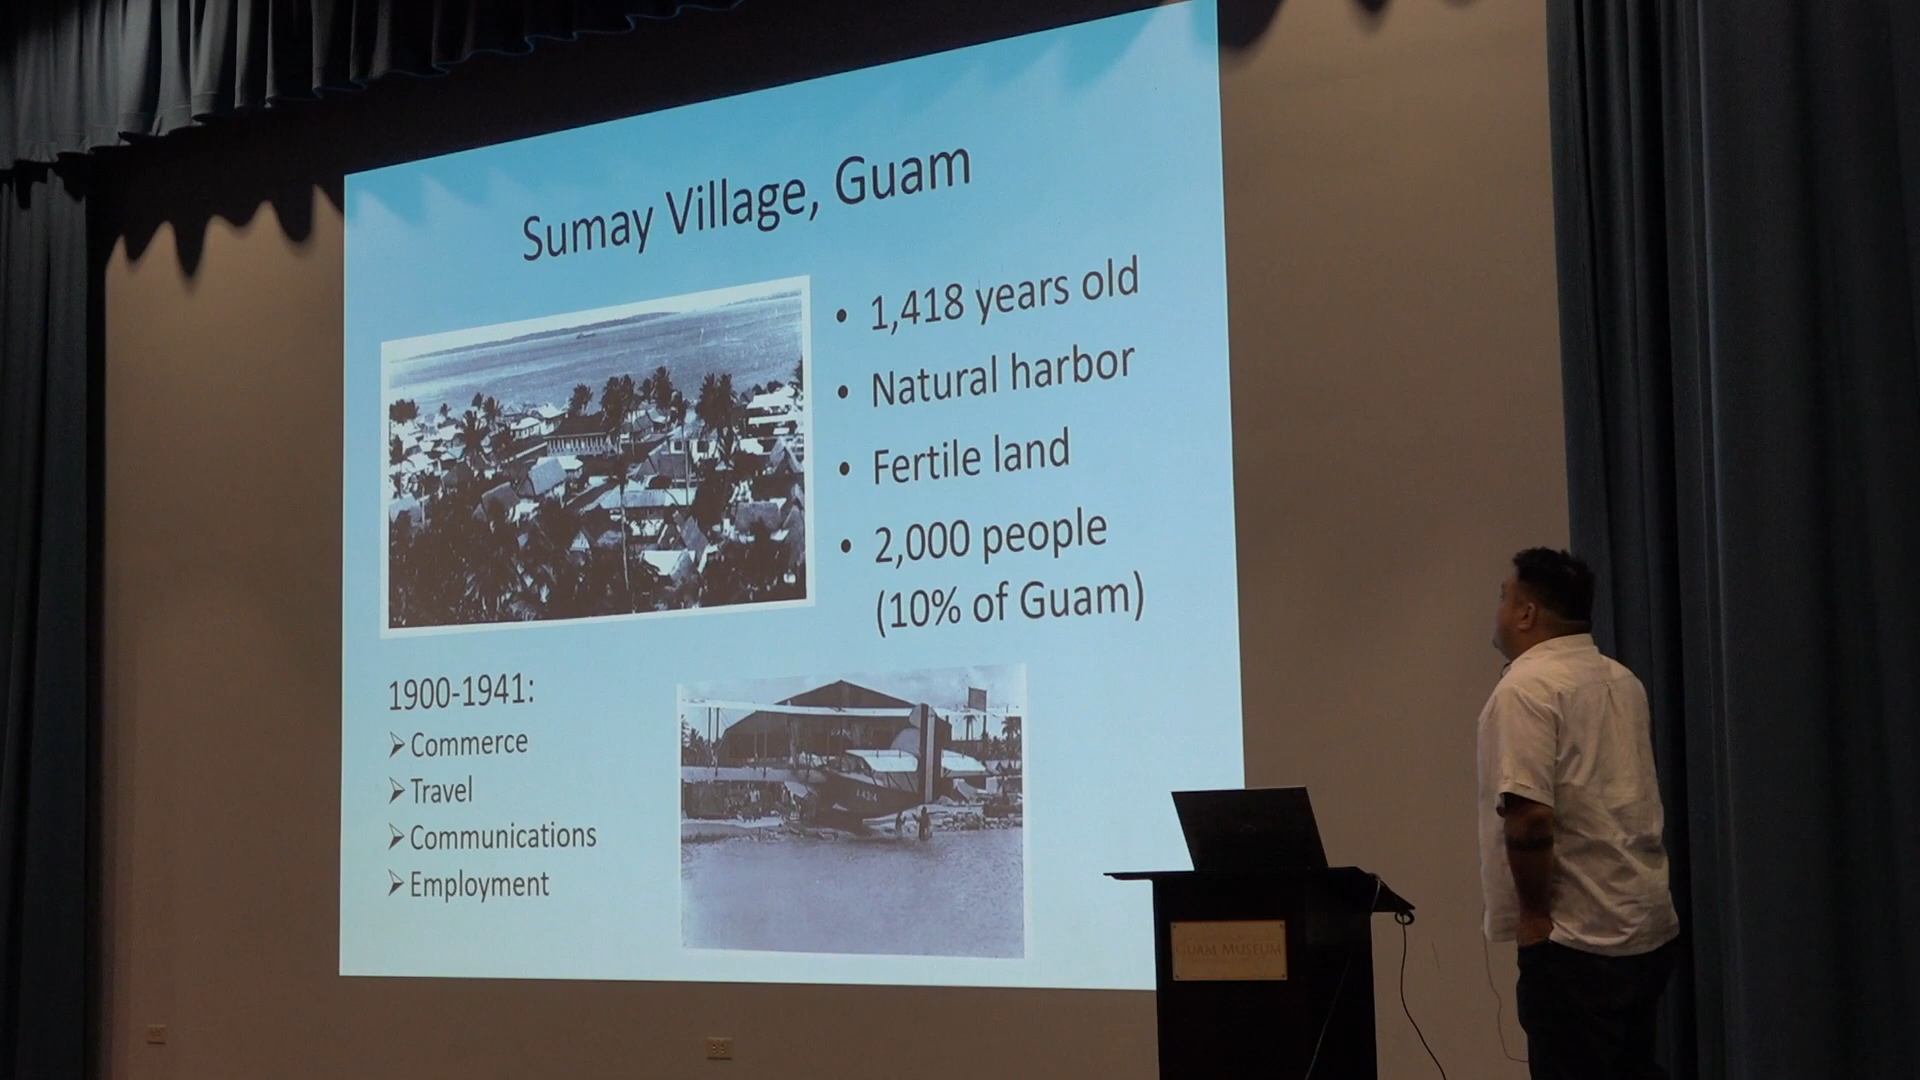 Sumay Village, Guam
• 1,418 years old
• Natural harbor
• Fertile land
• 2,000 people
(10% of Guam)
1900-1941:
➢ Commerce
➢ Travel
➢ Communications
➢ Employment
GUAM MUSEUM